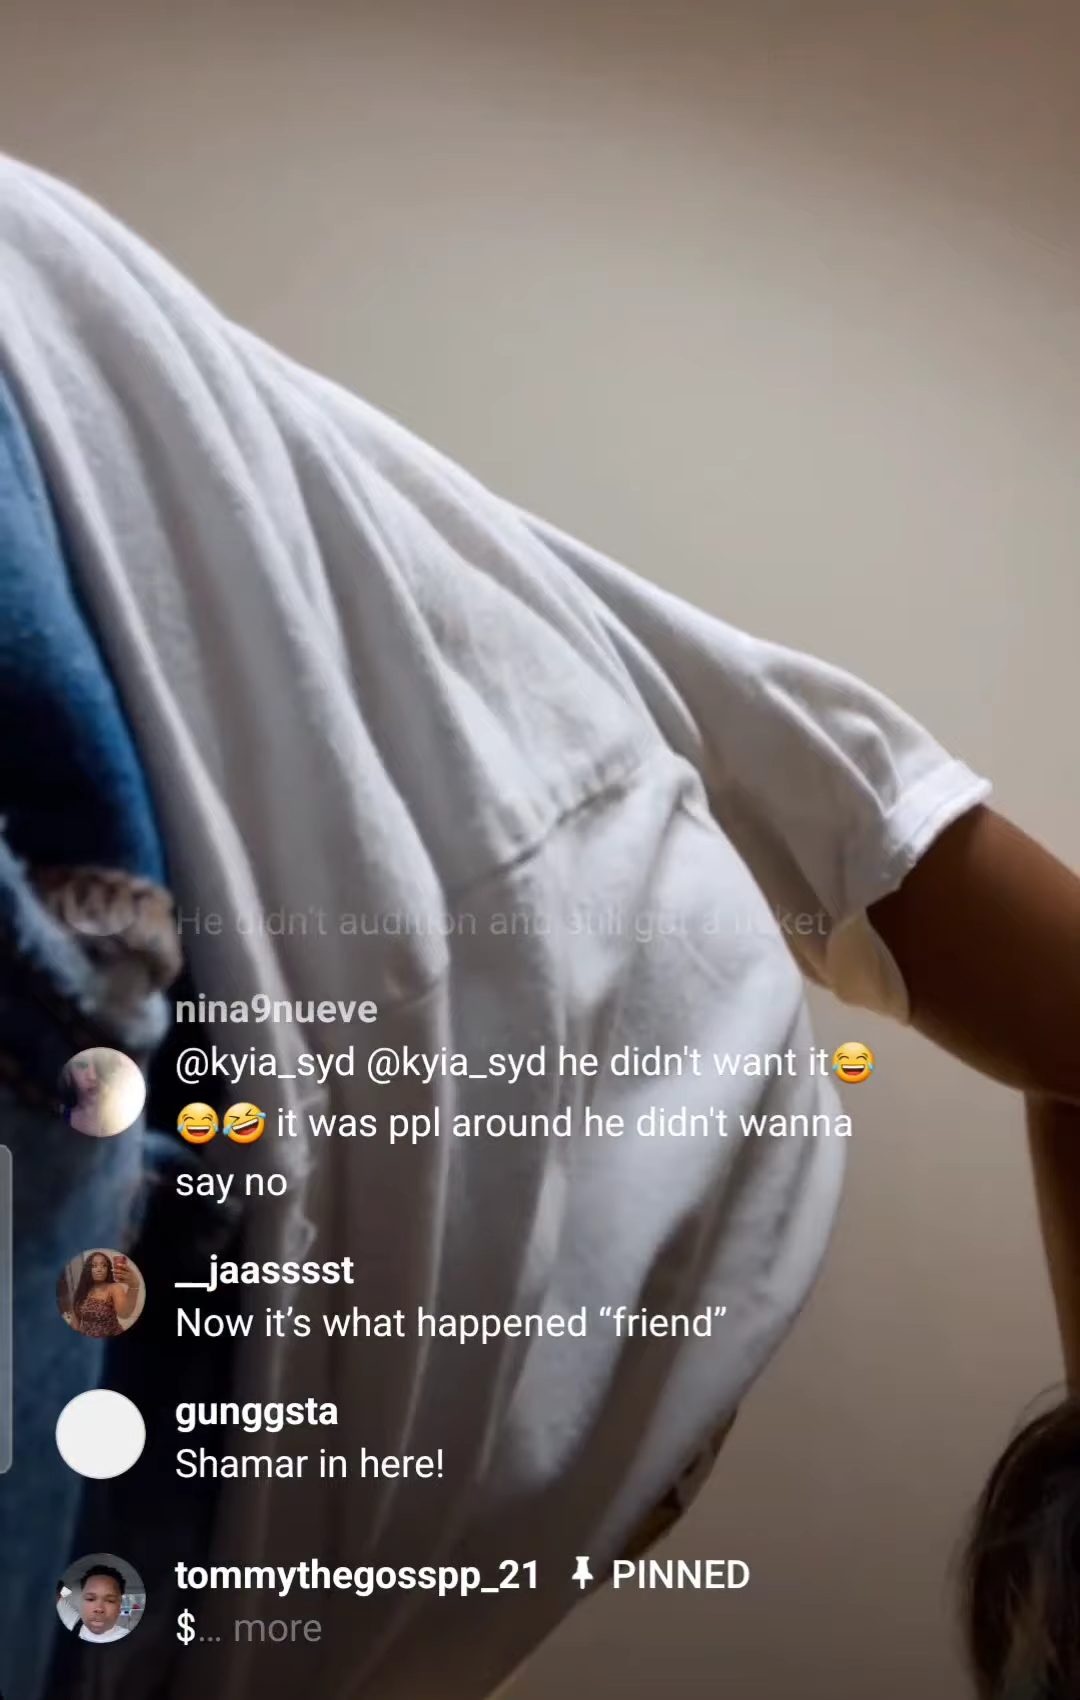 He didn't audition and still got a ticket
nina9nueve
@kyia_syd @kyia_syd he didn't want it😂
😂🤣 it was ppl around he didn't wanna
say no
__jaasssst
Now it’s what happened “friend”
gunggsta
Shamar in here!
tommythegosspp_21 📌 PINNED
$... more